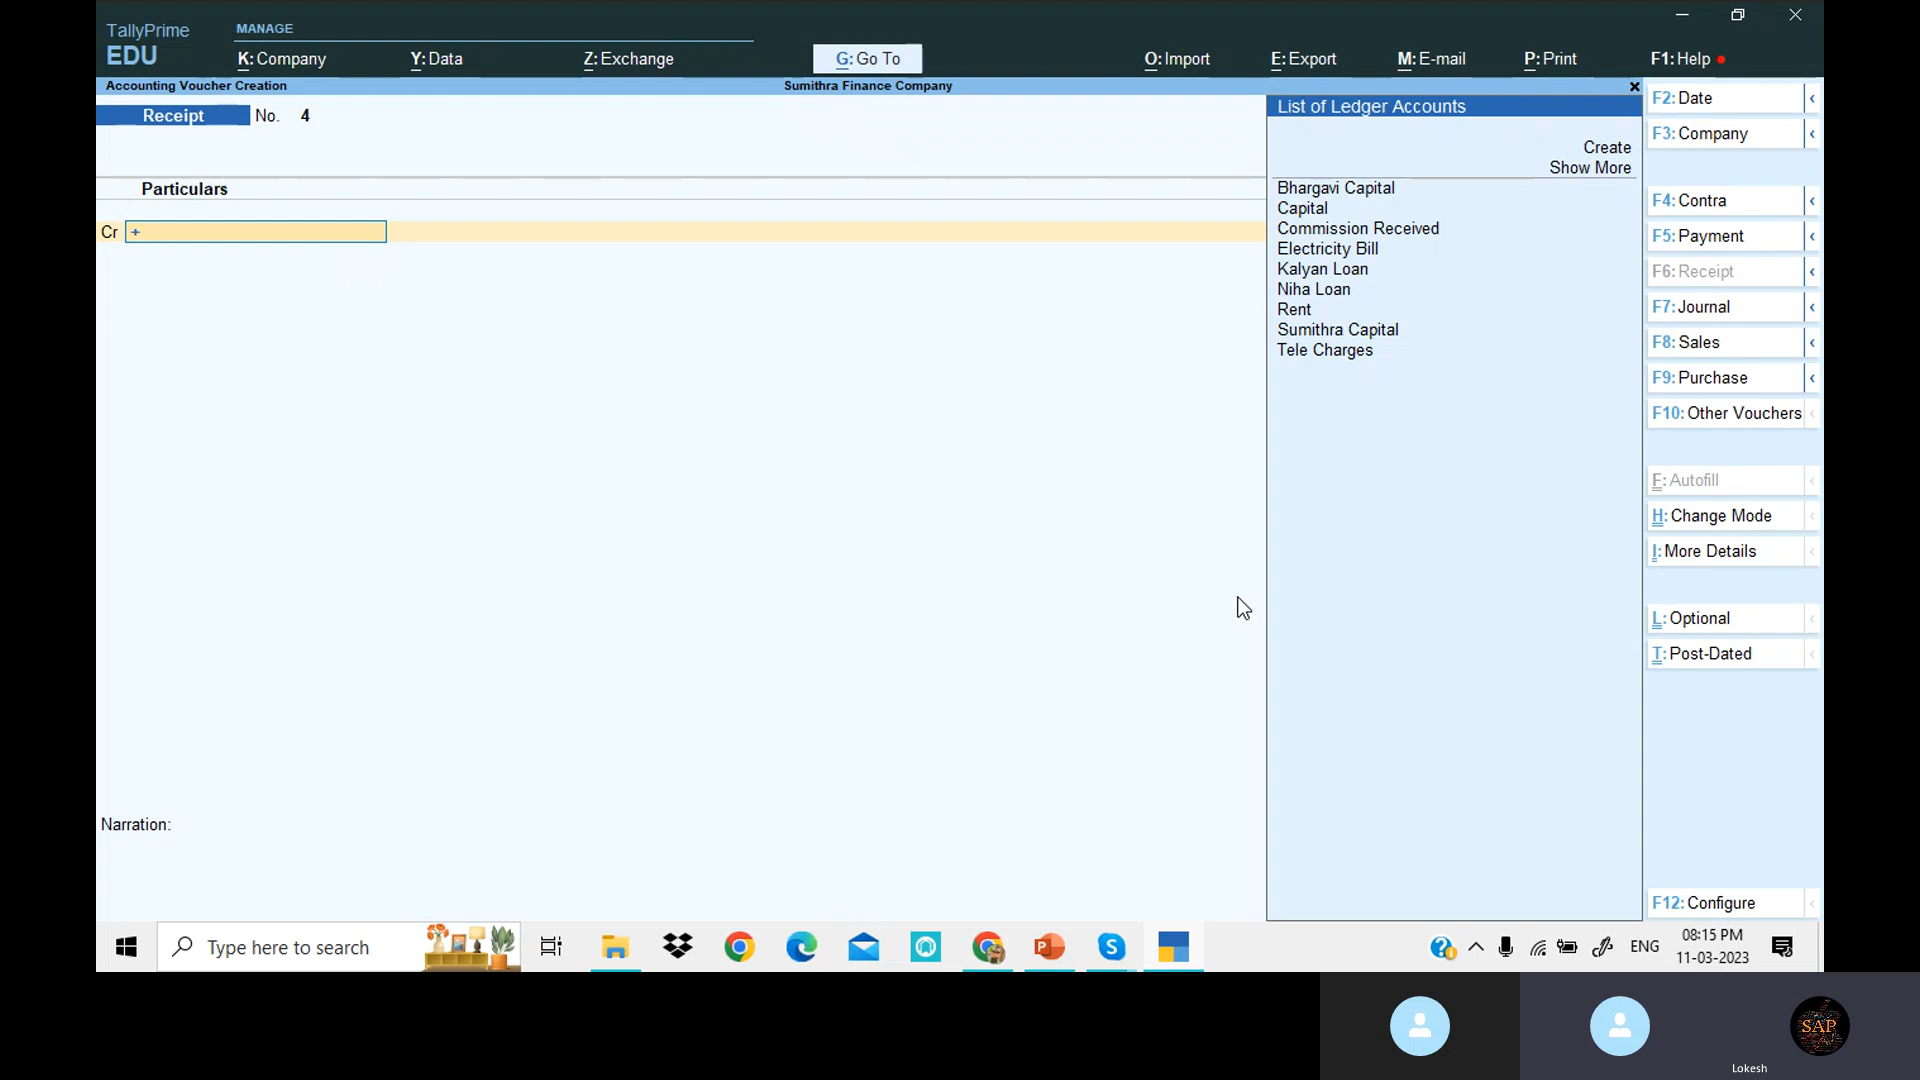 TallyPrime
EDU
MANAGE
K: Company
Y: Data
Z: Exchange
G: Go To
O: Import
E: Export
M: E-mail
P: Print
F1: Help
Accounting Voucher Creation
Sumithra Finance Company
Receipt No. 4
Particulars
Cr +
Narration:
List of Ledger Accounts
Create
Show More
Bhargavi Capital
Capital
Commission Received
Electricity Bill
Kalyan Loan
Niha Loan
Rent
Sumithra Capital
Tele Charges
F2: Date
F3: Company
F4: Contra
F5: Payment
F6: Receipt
F7: Journal
F8: Sales
F9: Purchase
F10: Other Vouchers
F: Autofill
H: Change Mode
I: More Details
L: Optional
T: Post-Dated
F12: Configure
Type here to search
ENG
08:15 PM
11-03-2023
SAP
Lokesh